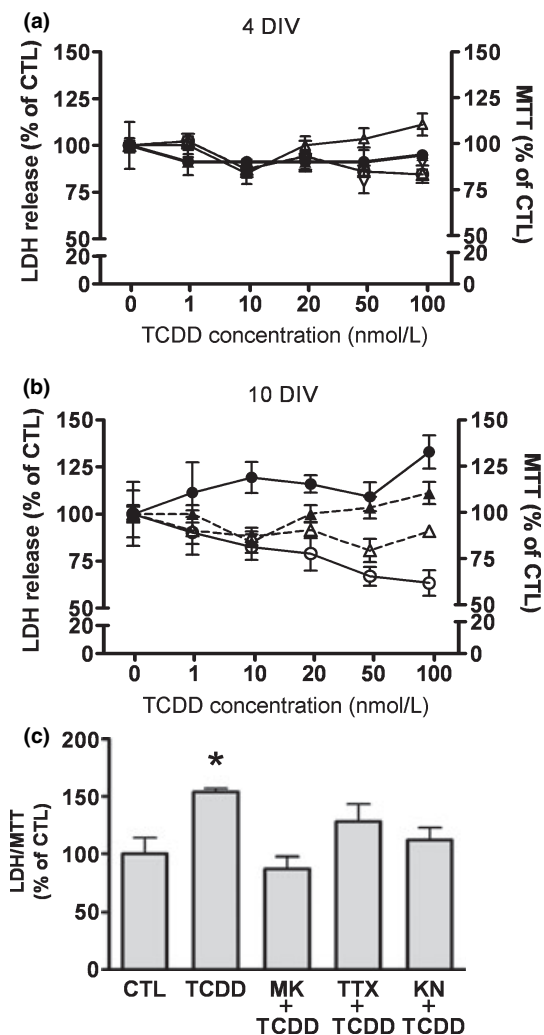 (a)
4 DIV
150
125
100
75
50
20
0
LDH release (% of CTL)
150
125
100
75
50
20
0
MTT (% of CTL)
0 1 10 20 50 100
TCDD concentration (nmol/L)
(b)
10 DIV
150
125
100
75
50
20
0
LDH release (% of CTL)
150
125
100
75
50
20
0
MTT (% of CTL)
0 1 10 20 50 100
TCDD concentration (nmol/L)
(c)
200
150
100
50
0
LDH/MTT
(% of CTL)
*
CTL TCDD MK TTX KN
+ + +
TCDD TCDD TCDD